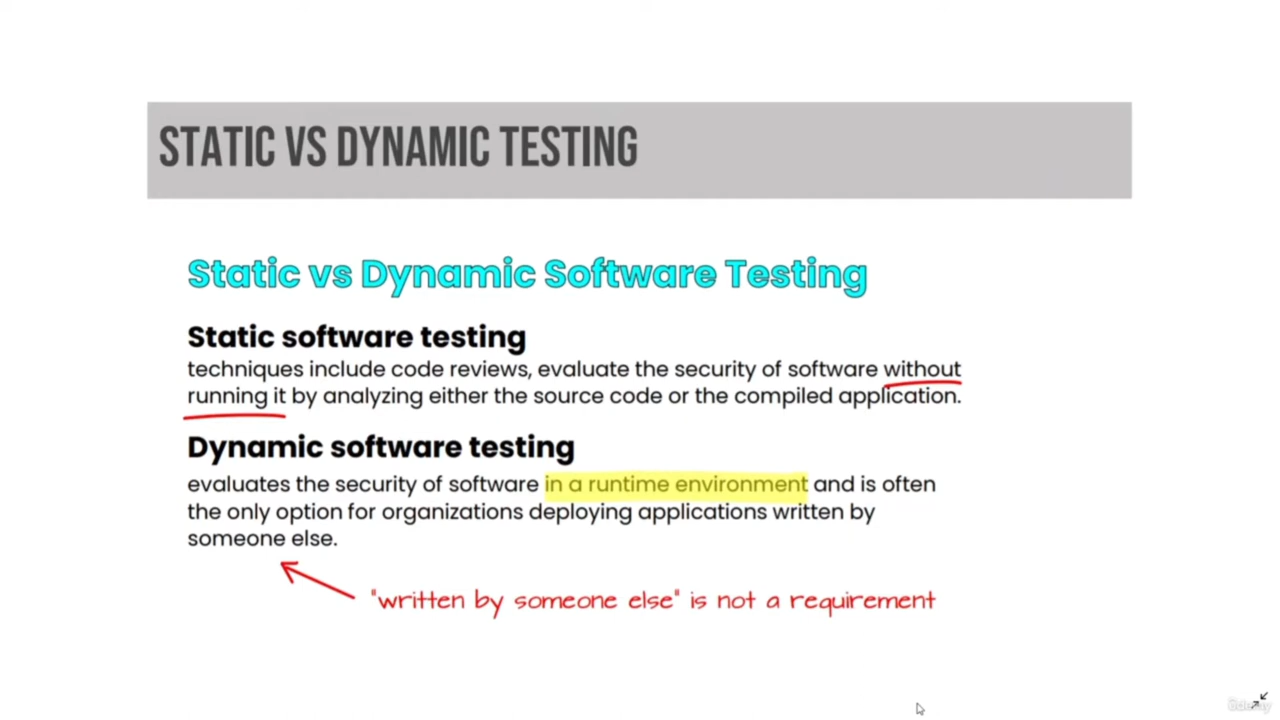 STATIC VS DYNAMIC TESTING
Static vs Dynamic Software Testing
Static software testing
techniques include code reviews, evaluate the security of software without
running it by analyzing either the source code or the compiled application.
Dynamic software testing
evaluates the security of software in a runtime environment and is often
the only option for organizations deploying applications written by
someone else.
"written by someone else" is not a requirement
Udemy